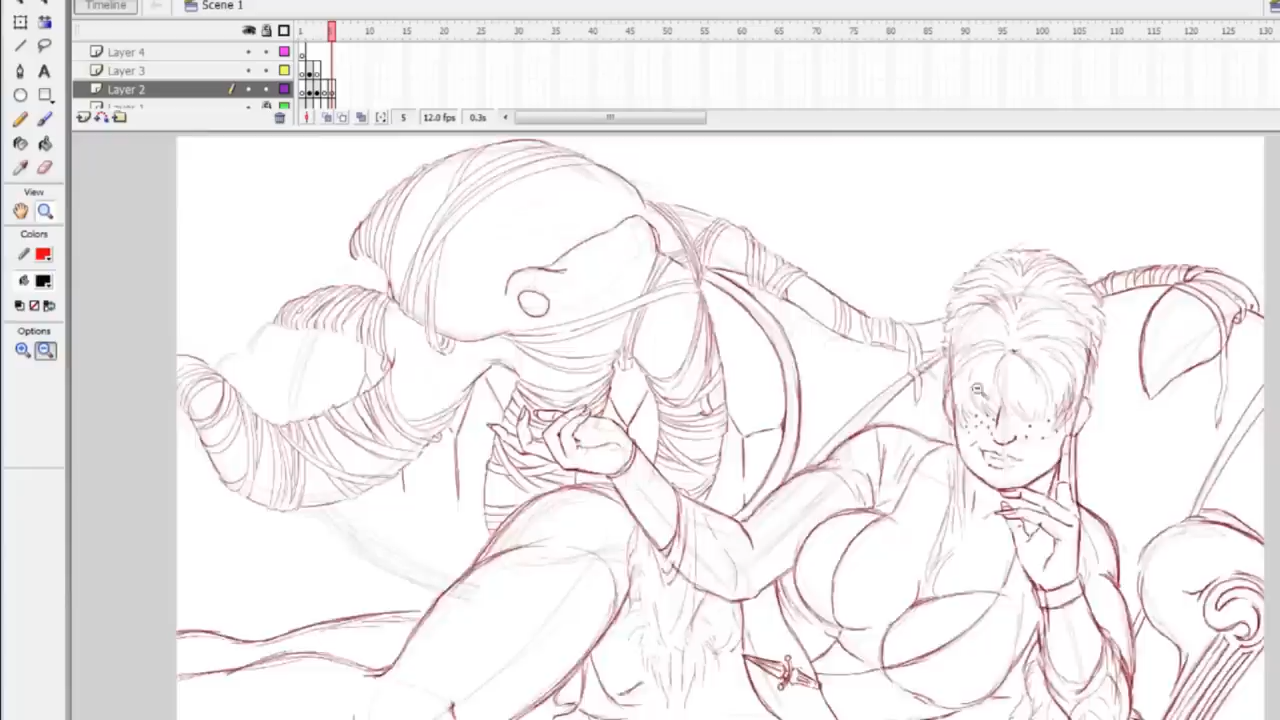 Timeline
Scene 1
1 5 10 15 20 25 30 35 40 45 50 55 60 65 70 75 80 85 90 95 100 105 110 115 120 125 130
Layer 4
Layer 3
Layer 2
5 12.0 fps 0.3s
View
Colors
Options